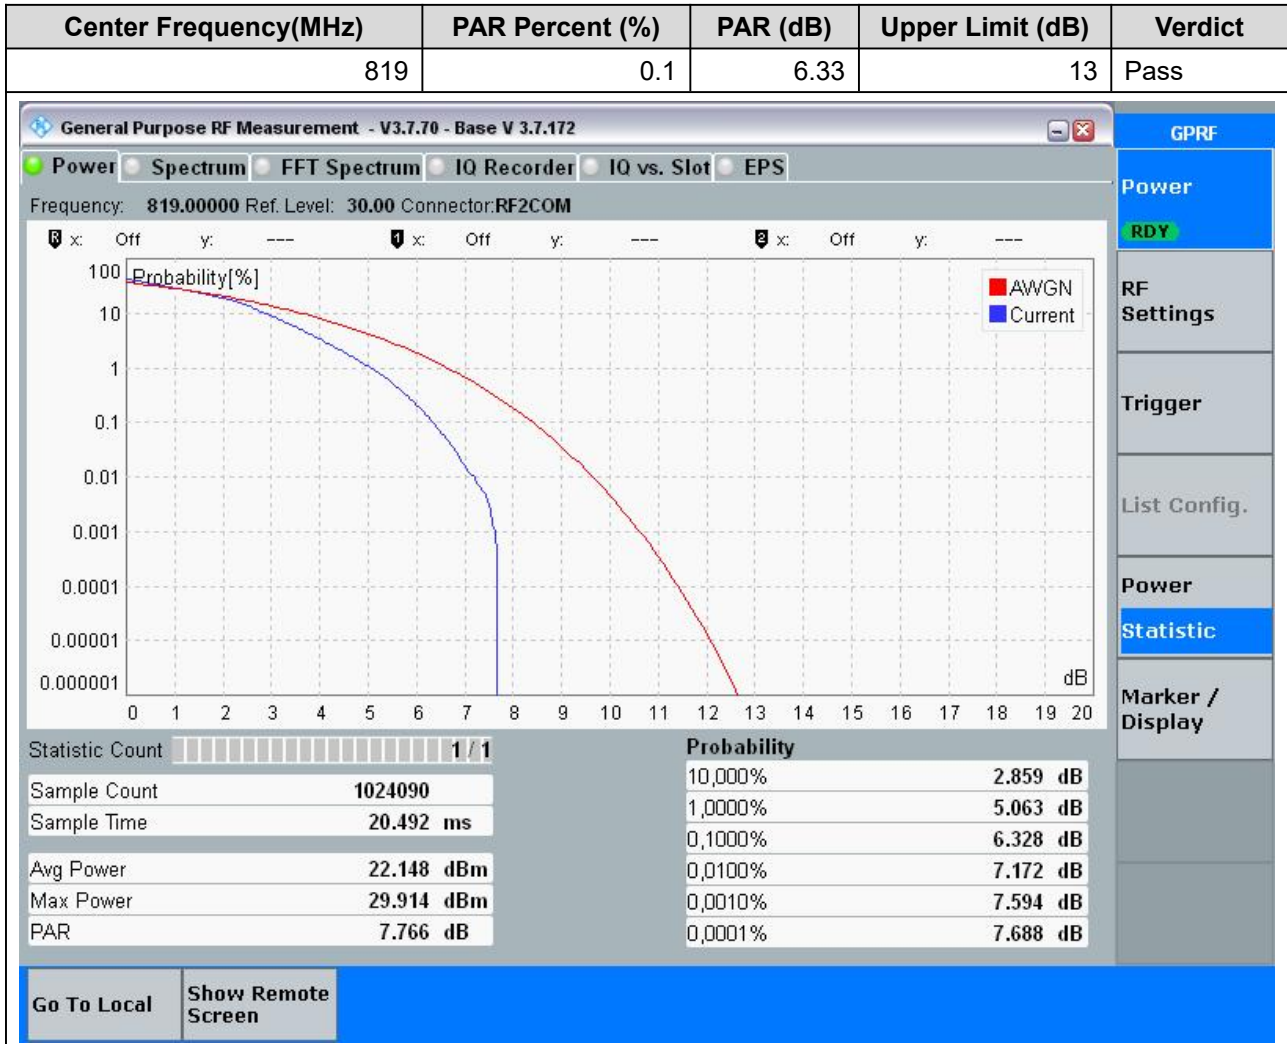 Center Frequency(MHz) PAR Percent (%) PAR (dB) Upper Limit (dB) Verdict
819 0.1 6.33 13 Pass
General Purpose RF Measurement - V3.7.70 - Base V 3.7.172
GPRF
Power Spectrum FFT Spectrum IQ Recorder IQ vs. Slot EPS
Frequency: 819.00000 Ref. Level: 30.00 Connector:RF2COM
R x: Off y: --- 1 x: Off y: --- 2 x: Off y: ---
Probability[%]
AWGN
Current
100
10
1
0.1
0.01
0.001
0.0001
0.00001
0.000001
dB
0 1 2 3 4 5 6 7 8 9 10 11 12 13 14 15 16 17 18 19 20
Statistic Count 1 / 1
Sample Count 1024090
Sample Time 20.492 ms
Avg Power 22.148 dBm
Max Power 29.914 dBm
PAR 7.766 dB
Probability
10,000% 2.859 dB
1,0000% 5.063 dB
0,1000% 6.328 dB
0,0100% 7.172 dB
0,0010% 7.594 dB
0,0001% 7.688 dB
Power
RDY
RF
Settings
Trigger
List Config.
Power
Statistic
Marker /
Display
Go To Local
Show Remote
Screen